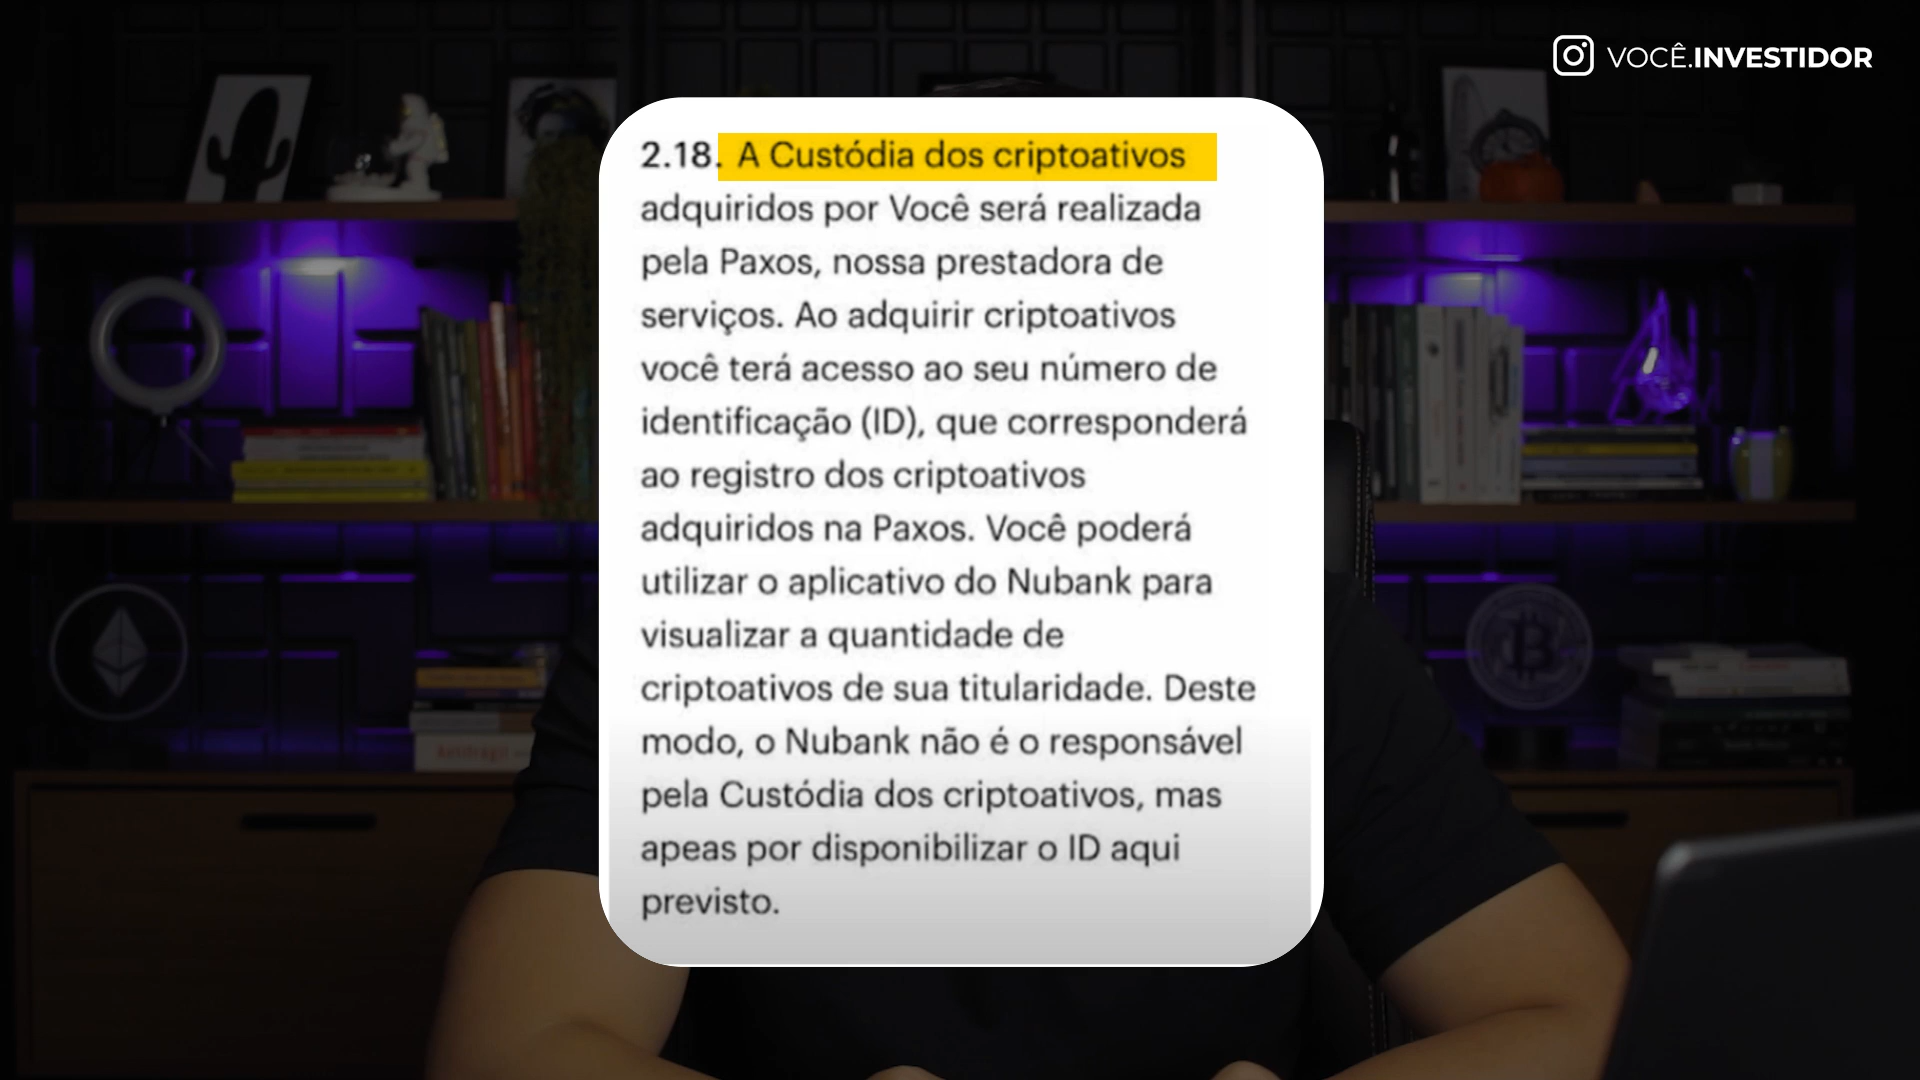 VOCÊ.INVESTIDOR
2.18. A Custódia dos criptoativos
adquiridos por Você será realizada
pela Paxos, nossa prestadora de
serviços. Ao adquirir criptoativos
você terá acesso ao seu número de
identificação (ID), que corresponderá
ao registro dos criptoativos
adquiridos na Paxos. Você poderá
utilizar o aplicativo do Nubank para
visualizar a quantidade de
criptoativos de sua titularidade. Deste
modo, o Nubank não é o responsável
pela Custódia dos criptoativos, mas
apeas por disponibilizar o ID aqui
previsto.
Antifrágil